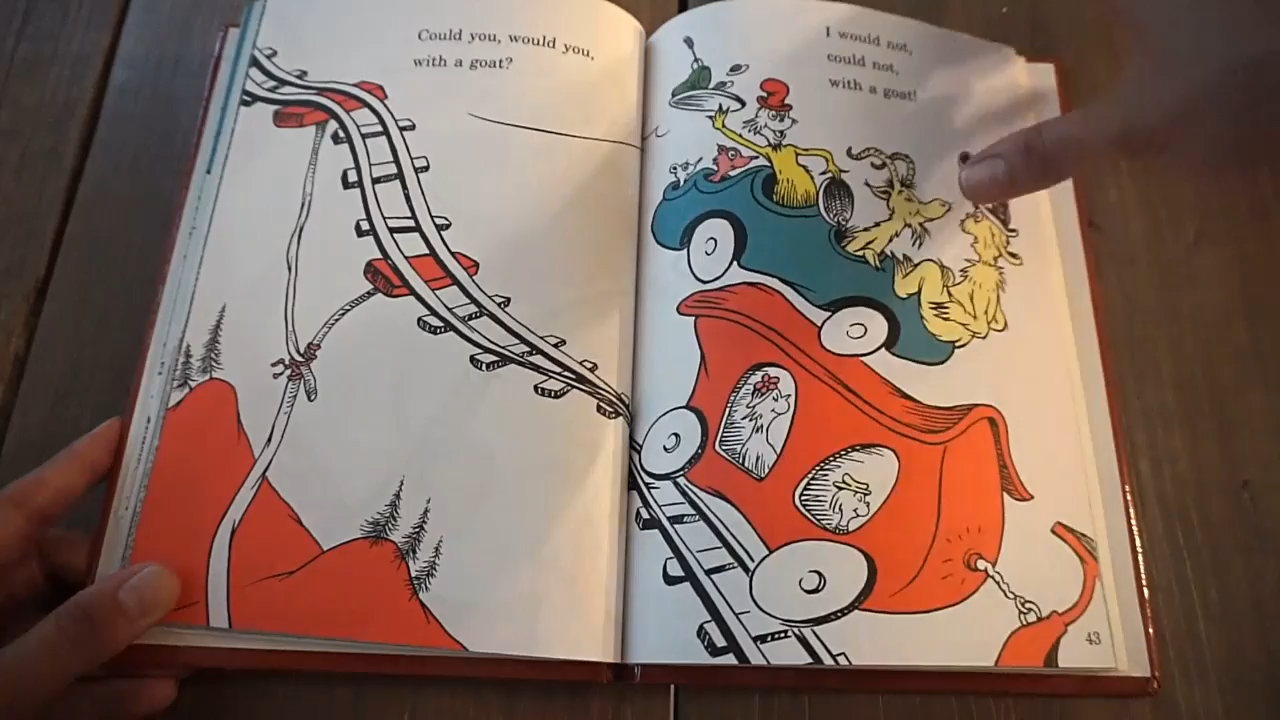 Could you, would you,
with a goat?
I would not,
could not,
with a goat!
43